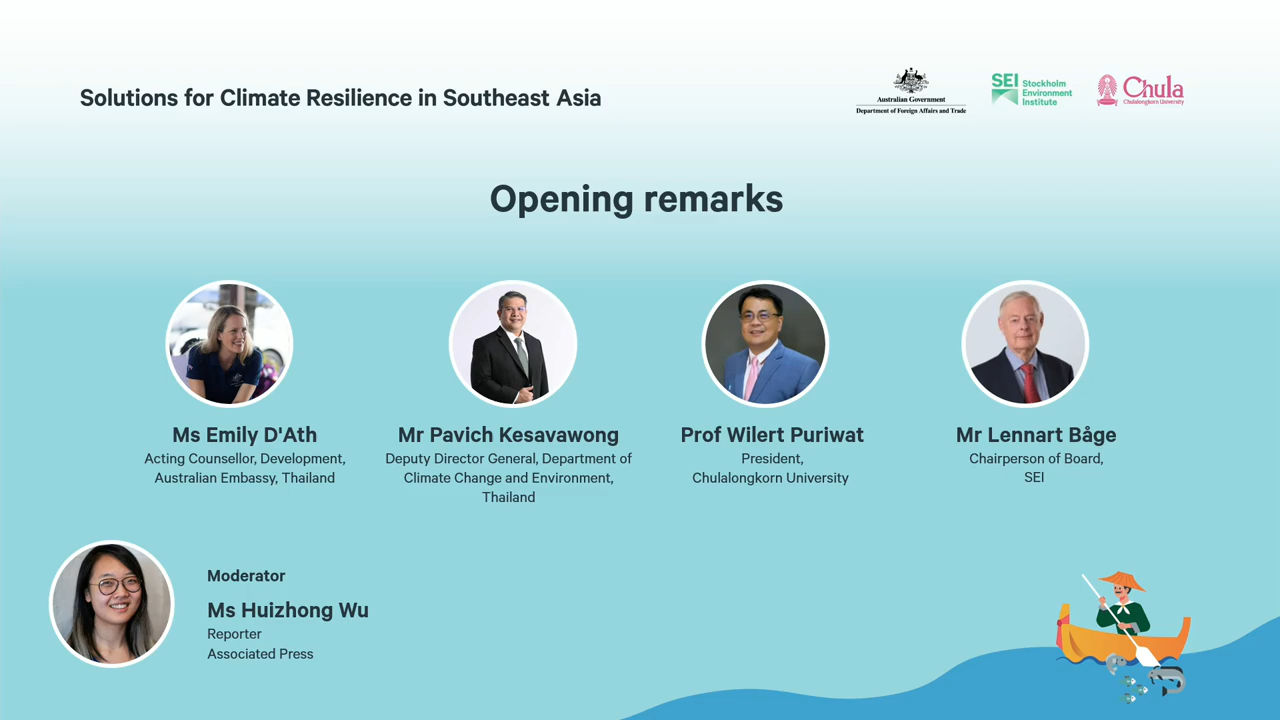 Solutions for Climate Resilience in Southeast Asia
Australian Government
Department of Foreign Affairs and Trade
SEI Stockholm
Environment
Institute
Chula
Chulalongkorn University
Opening remarks
Ms Emily D'Ath
Acting Counsellor, Development,
Australian Embassy, Thailand
Mr Pavich Kesavawong
Deputy Director General, Department of
Climate Change and Environment,
Thailand
Prof Wilert Puriwat
President,
Chulalongkorn University
Mr Lennart Båge
Chairperson of Board,
SEI
Moderator
Ms Huizhong Wu
Reporter
Associated Press